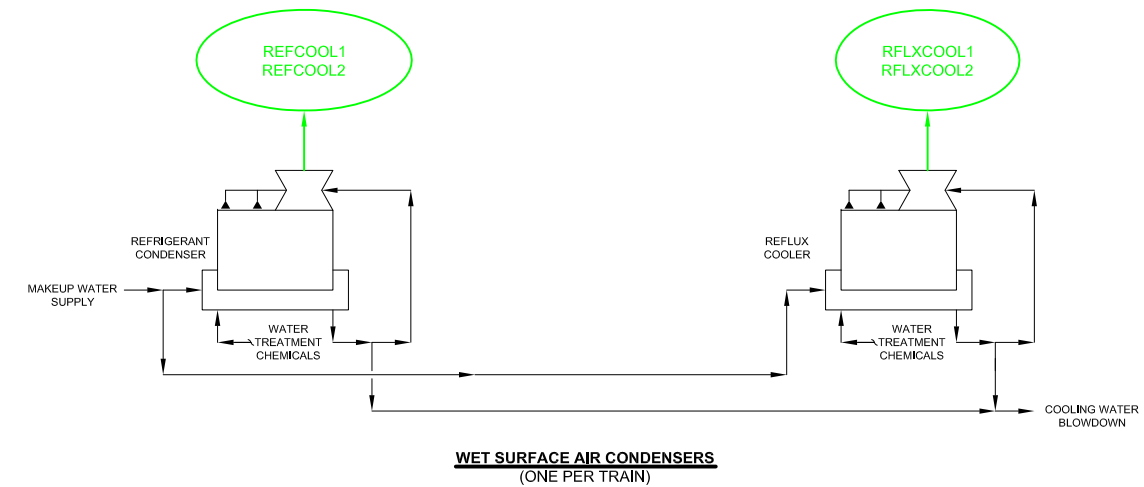 REFCOOL1
REFCOOL2
RFLXCOOL1
RFLXCOOL2
REFRIGERANT
CONDENSER
REFLUX
COOLER
MAKEUP WATER
SUPPLY
WATER
TREATMENT
CHEMICALS
WATER
TREATMENT
CHEMICALS
COOLING WATER
BLOWDOWN
WET SURFACE AIR CONDENSERS
(ONE PER TRAIN)